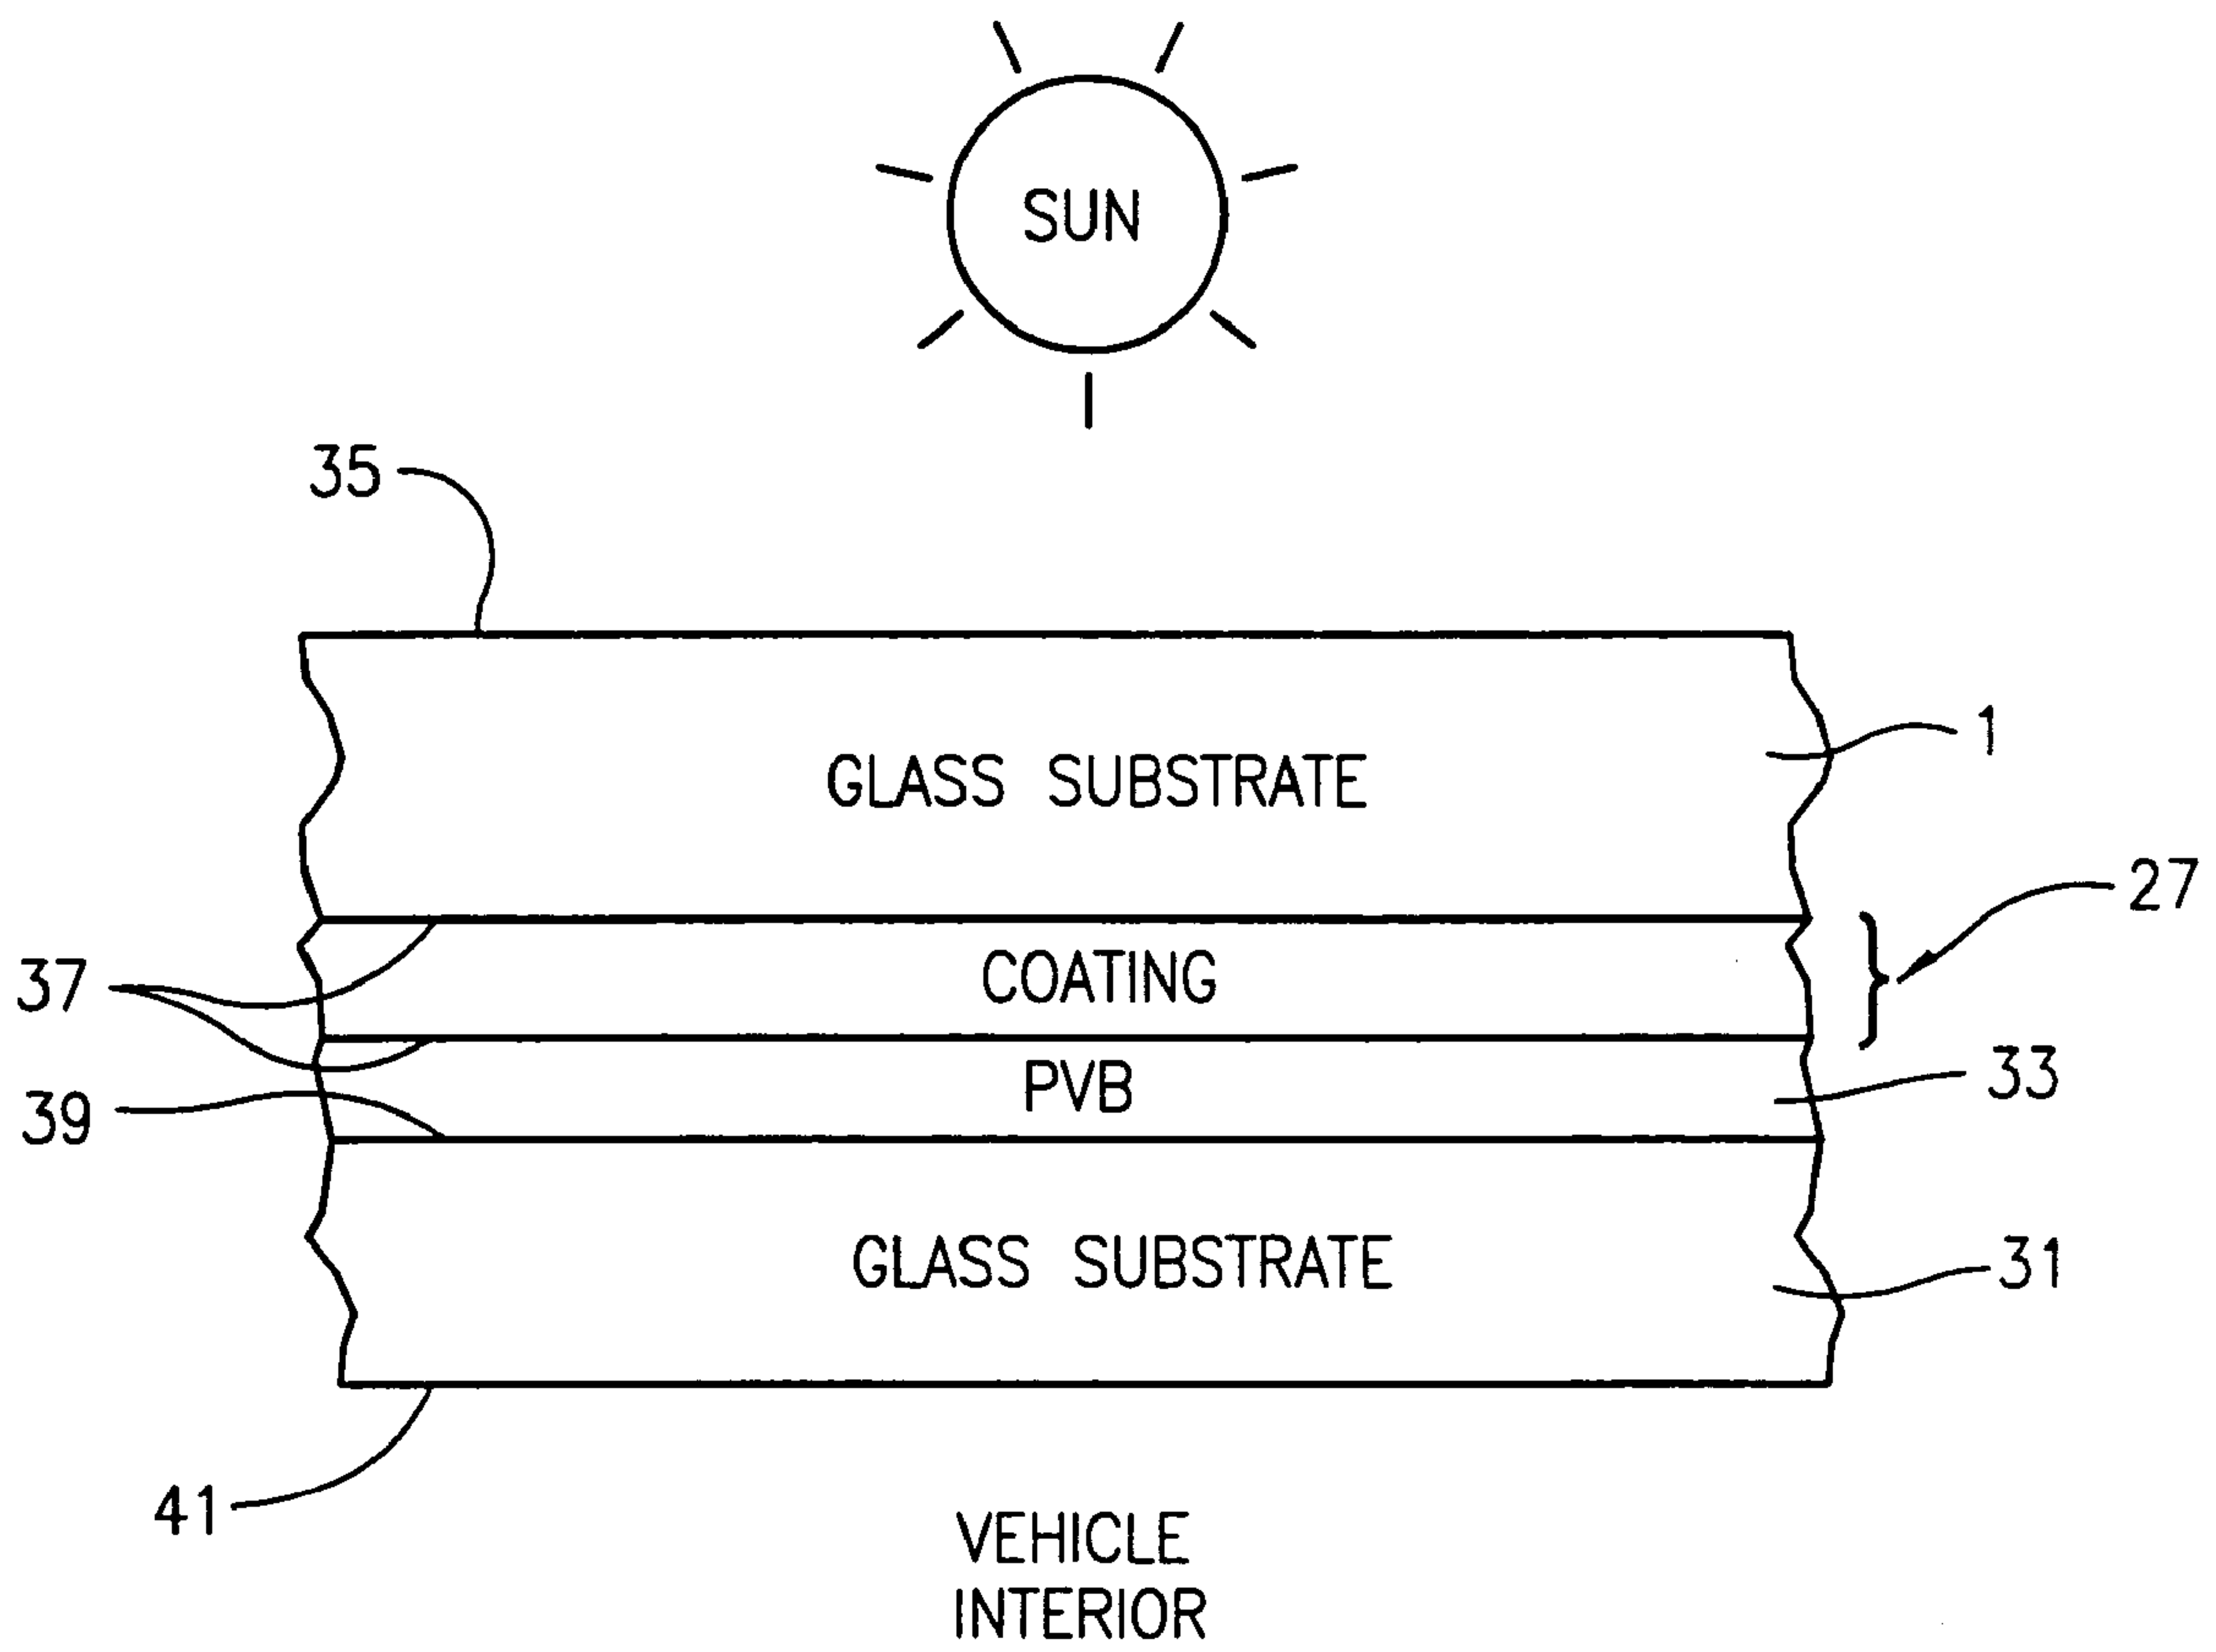 SUN
35
1
GLASS SUBSTRATE
27
COATING
37
33
PVB
39
31
GLASS SUBSTRATE
41
VEHICLE
INTERIOR